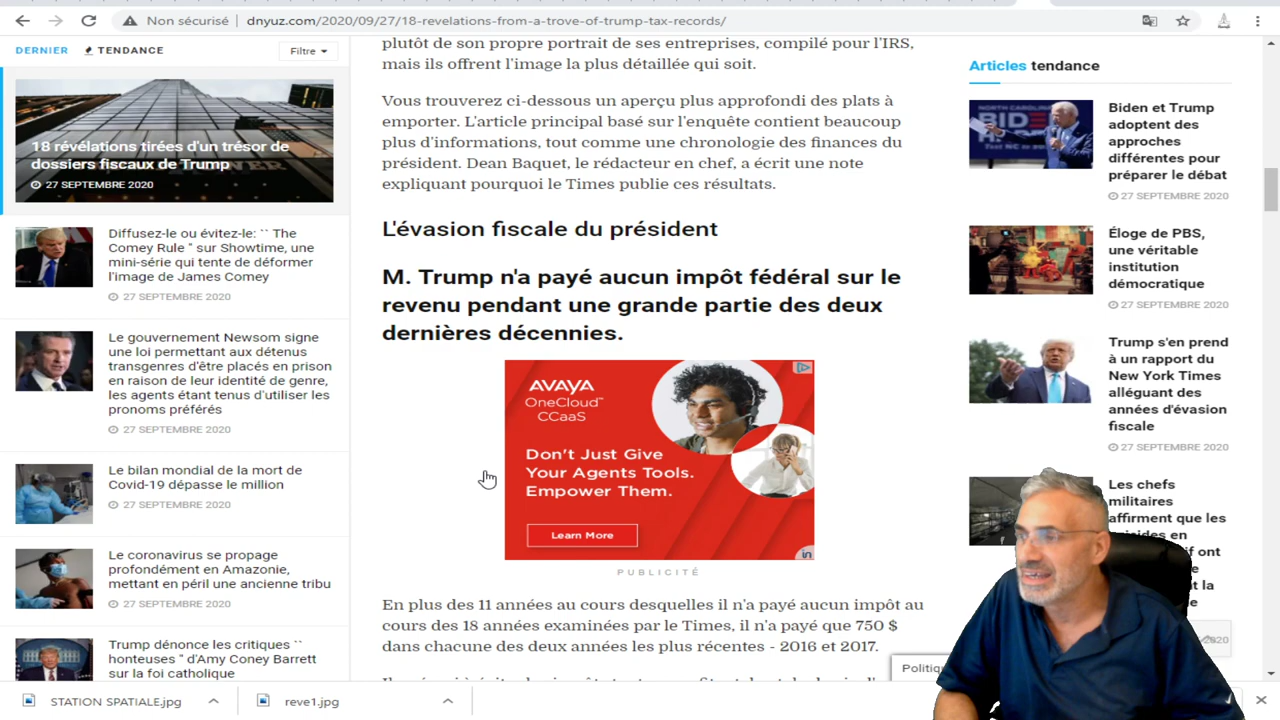 Non sécurisé | dnyuz.com/2020/09/27/18-revelations-from-a-trove-of-trump-tax-records/
DERNIER
TENDANCE
Filtre
18 révélations tirées d'un trésor de
dossiers fiscaux de Trump
27 SEPTEMBRE 2020
Diffusez-le ou évitez-le: `` The
Comey Rule " sur Showtime, une
mini-série qui tente de déformer
l'image de James Comey
27 SEPTEMBRE 2020
Le gouvernement Newsom signe
une loi permettant aux détenus
transgenres d'être placés en prison
en raison de leur identité de genre,
les agents étant tenus d'utiliser les
pronoms préférés
27 SEPTEMBRE 2020
Le bilan mondial de la mort de
Covid-19 dépasse le million
27 SEPTEMBRE 2020
Le coronavirus se propage
profondément en Amazonie,
mettant en péril une ancienne tribu
27 SEPTEMBRE 2020
Trump dénonce les critiques ``
honteuses " d'Amy Coney Barrett
sur la foi catholique
plutôt de son propre portrait de ses entreprises, compilé pour l'IRS,
mais ils offrent l'image la plus détaillée qui soit.
Vous trouverez ci-dessous un aperçu plus approfondi des plats à
emporter. L'article principal basé sur l'enquête contient beaucoup
plus d'informations, tout comme une chronologie des finances du
président. Dean Baquet, le rédacteur en chef, a écrit une note
expliquant pourquoi le Times publie ces résultats.
L'évasion fiscale du président
M. Trump n'a payé aucun impôt fédéral sur le
revenu pendant une grande partie des deux
dernières décennies.
AVAYA
OneCloud™
CCaaS
Don't Just Give
Your Agents Tools.
Empower Them.
Learn More
in
PUBLICITÉ
En plus des 11 années au cours desquelles il n'a payé aucun impôt au
cours des 18 années examinées par le Times, il n'a payé que 750 $
dans chacune des deux années les plus récentes - 2016 et 2017.
Articles tendance
NORTH CAROLINA
Biden et Trump
adoptent des
approches
différentes pour
préparer le débat
27 SEPTEMBRE 2020
Éloge de PBS,
une véritable
institution
démocratique
27 SEPTEMBRE 2020
Trump s'en prend
à un rapport du
New York Times
alléguant des
années d'évasion
fiscale
27 SEPTEMBRE 2020
Les chefs
militaires
affirment que les
en
ont
la
2020
STATION SPATIALE.jpg
reve1.jpg